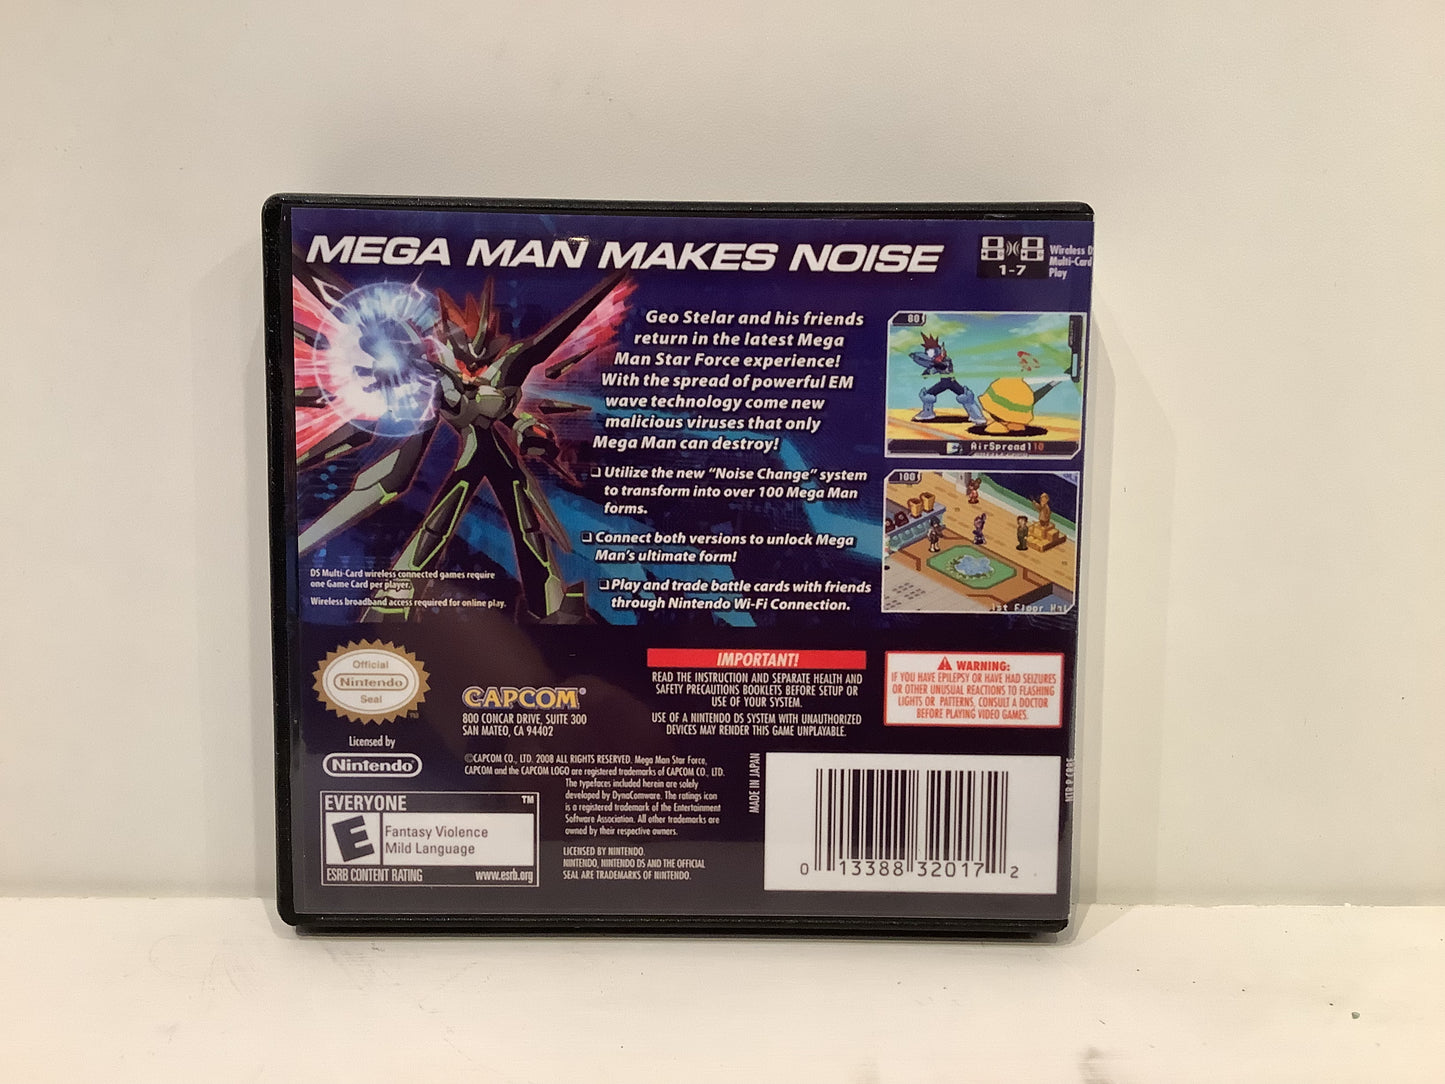 MEGA MAN MAKES NOISE
1-7
Wireless D
Multi-Card
Play
Geo Stelar and his friends
return in the latest Mega
Man Star Force experience!
With the spread of powerful EM
wave technology come new
malicious viruses that only
Mega Man can destroy!
Utilize the new “Noise Change” system
to transform into over 100 Mega Man
forms.
Connect both versions to unlock Mega
Man's ultimate form!
Play and trade battle cards with friends
through Nintendo Wi-Fi Connection.
DS Multi-Card wireless connected games require
one Game Card per player.
Wireless broadband access required for online play.
80
AirSpread1 10
100
1st Floor Hal
Official
Nintendo
Seal
TM
Licensed by
Nintendo®
CAPCOM®
800 CONCAR DRIVE, SUITE 300
SAN MATEO, CA 94402
IMPORTANT!
READ THE INSTRUCTION AND SEPARATE HEALTH AND
SAFETY PRECAUTIONS BOOKLETS BEFORE SETUP OR
USE OF YOUR SYSTEM.
USE OF A NINTENDO DS SYSTEM WITH UNAUTHORIZED
DEVICES MAY RENDER THIS GAME UNPLAYABLE.
WARNING:
IF YOU HAVE EPILEPSY OR HAVE HAD SEIZURES
OR OTHER UNUSUAL REACTIONS TO FLASHING
LIGHTS OR PATTERNS, CONSULT A DOCTOR
BEFORE PLAYING VIDEO GAMES.
©CAPCOM CO., LTD. 2008 ALL RIGHTS RESERVED. Mega Man Star Force,
CAPCOM and the CAPCOM LOGO are registered trademarks of CAPCOM CO., LTD.
The typefaces included herein are solely
developed by DynaComware. The ratings icon
is a registered trademark of the Entertainment
Software Association. All other trademarks are
owned by their respective owners.
LICENSED BY NINTENDO.
NINTENDO, NINTENDO DS AND THE OFFICIAL
SEAL ARE TRADEMARKS OF NINTENDO.
EVERYONE TM
E
Fantasy Violence
Mild Language
ESRB CONTENT RATING www.esrb.org
MADE IN JAPAN
0 13388 32017 2